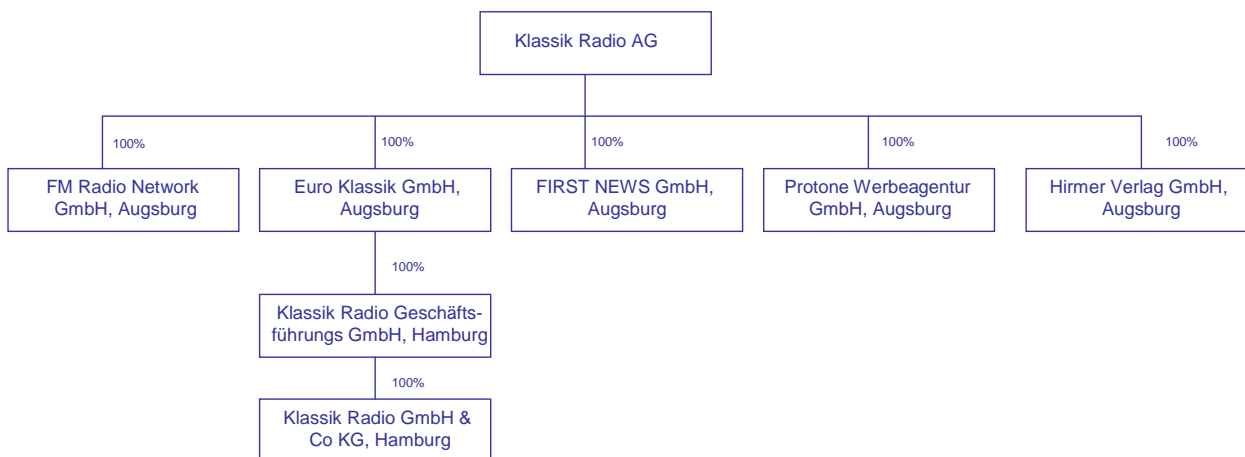 Klassik Radio AG
100%
100%
100%
100%
100%
FM Radio Network
GmbH, Augsburg
Euro Klassik GmbH,
Augsburg
FIRST NEWS GmbH,
Augsburg
Protone Werbeagentur
GmbH, Augsburg
Hirmer Verlag GmbH,
Augsburg
100%
Klassik Radio Geschäfts-
führungs GmbH, Hamburg
100%
Klassik Radio GmbH &
Co KG, Hamburg